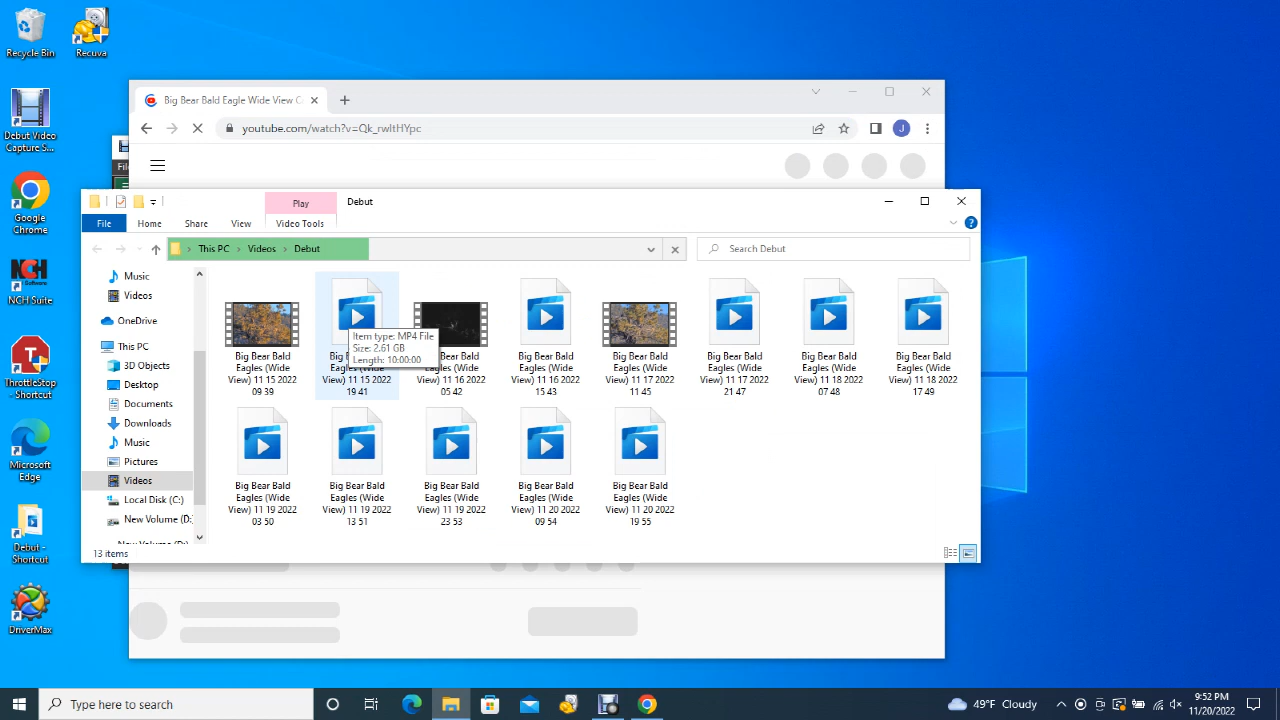 Recycle Bin
Recuva
Debut Video
Capture S...
Google
Chrome
NCH Suite
ThrottleStop
- Shortcut
Microsoft
Edge
Debut -
Shortcut
DriverMax
Big Bear Bald Eagle Wide View C
youtube.com/watch?v=Qk_rwItHYpc
J
Play
Debut
File
Home
Share
View
Video Tools
This PC
Videos
Debut
Search Debut
Music
Videos
OneDrive
This PC
3D Objects
Desktop
Documents
Downloads
Music
Pictures
Videos
Local Disk (C:)
New Volume (D:
Big Bear Bald
Eagles (Wide
View) 11 15 2022
09 39
Item type: MP4 File
Size: 2.61 GB
Length: 10:00:00
Eagles (Wide
View) 11 15 2022
19 41
Big Bear Bald
Eagles (Wide
View) 11 16 2022
05 42
Big Bear Bald
Eagles (Wide
View) 11 16 2022
15 43
Big Bear Bald
Eagles (Wide
View) 11 17 2022
11 45
Big Bear Bald
Eagles (Wide
View) 11 17 2022
21 47
Big Bear Bald
Eagles (Wide
View) 11 18 2022
07 48
Big Bear Bald
Eagles (Wide
View) 11 18 2022
17 49
Big Bear Bald
Eagles (Wide
View) 11 19 2022
03 50
Big Bear Bald
Eagles (Wide
View) 11 19 2022
13 51
Big Bear Bald
Eagles (Wide
View) 11 19 2022
23 53
Big Bear Bald
Eagles (Wide
View) 11 20 2022
09 54
Big Bear Bald
Eagles (Wide
View) 11 20 2022
19 55
13 items
Type here to search
49°F Cloudy
9:52 PM
11/20/2022